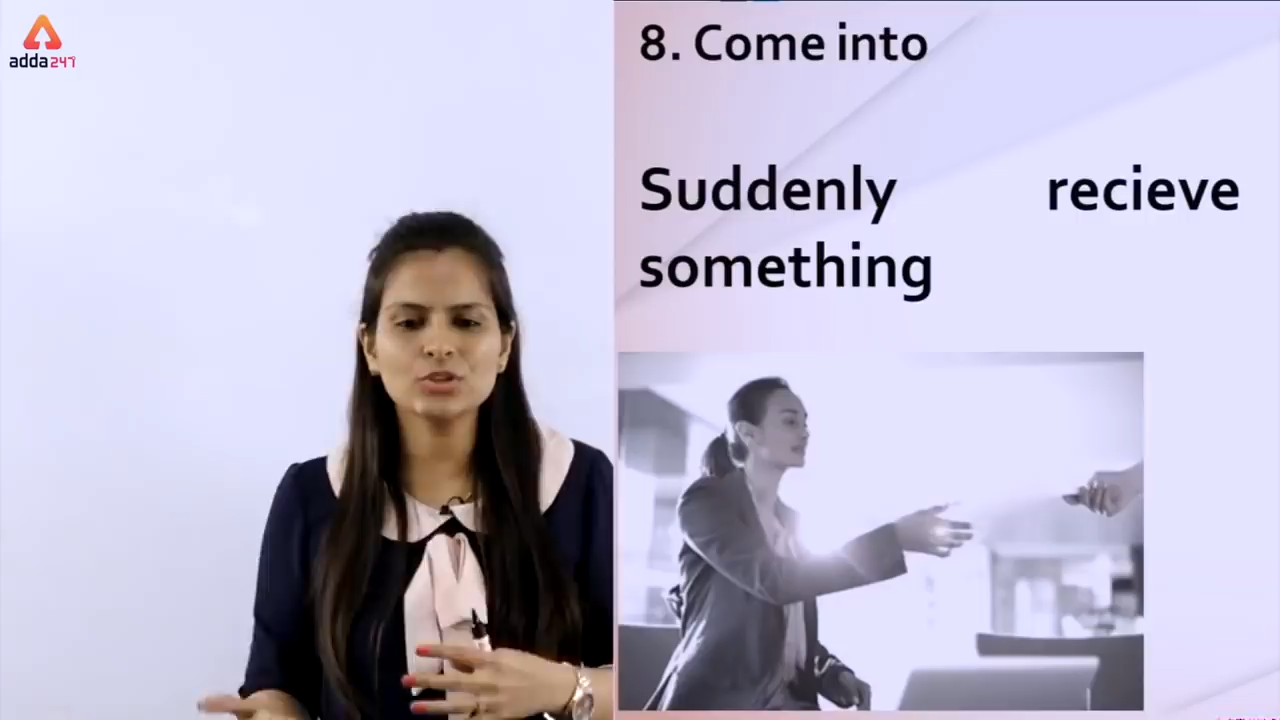 adda247
8. Come into
Suddenly recieve
something